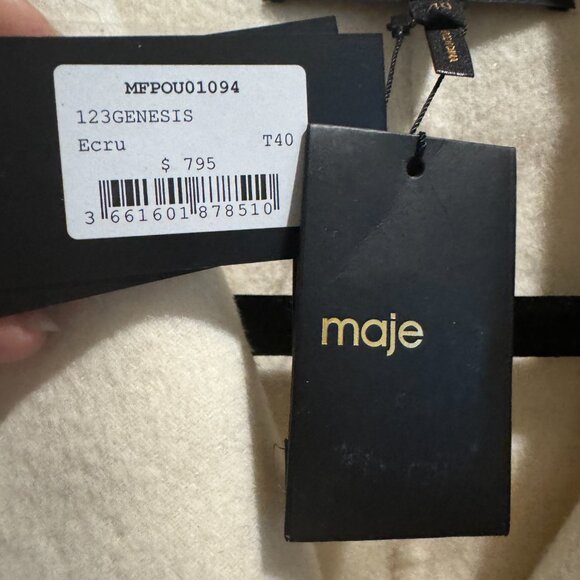 MFPOU01094
123GENESIS
Ecru T40
$ 795
3 661601 878510
maje